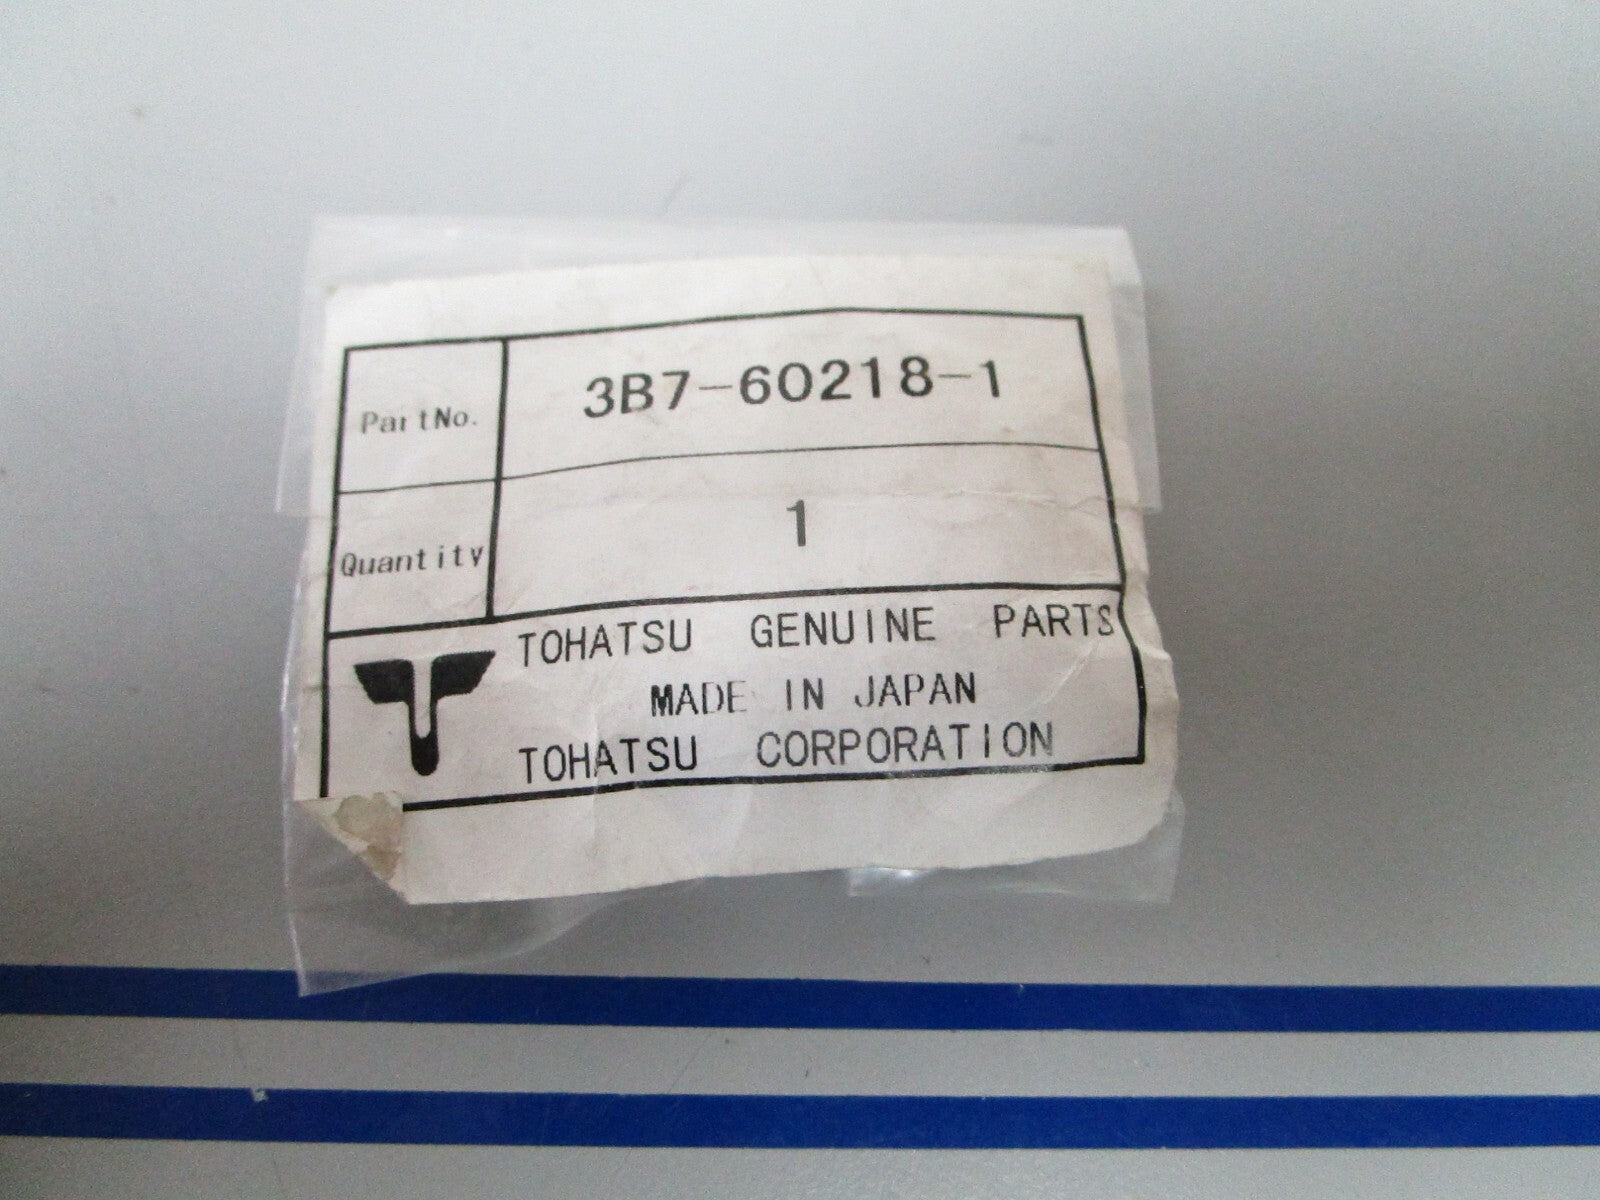 PartNo. 3B7-60218-1
Quantity 1
TOHATSU GENUINE PARTS
MADE IN JAPAN
TOHATSU CORPORATION